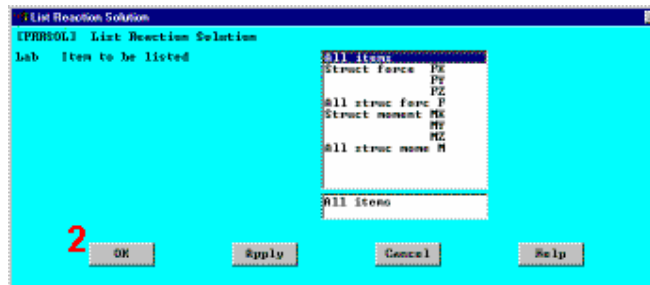 List Reaction Solution
[PRRSOL] List Reaction Solution
Lab Item to be listed
All items
Struct force FX
FY
FZ
All struc forc F
Struct moment MX
MY
MZ
All struc mome M
All items
2
OK Apply Cancel Help